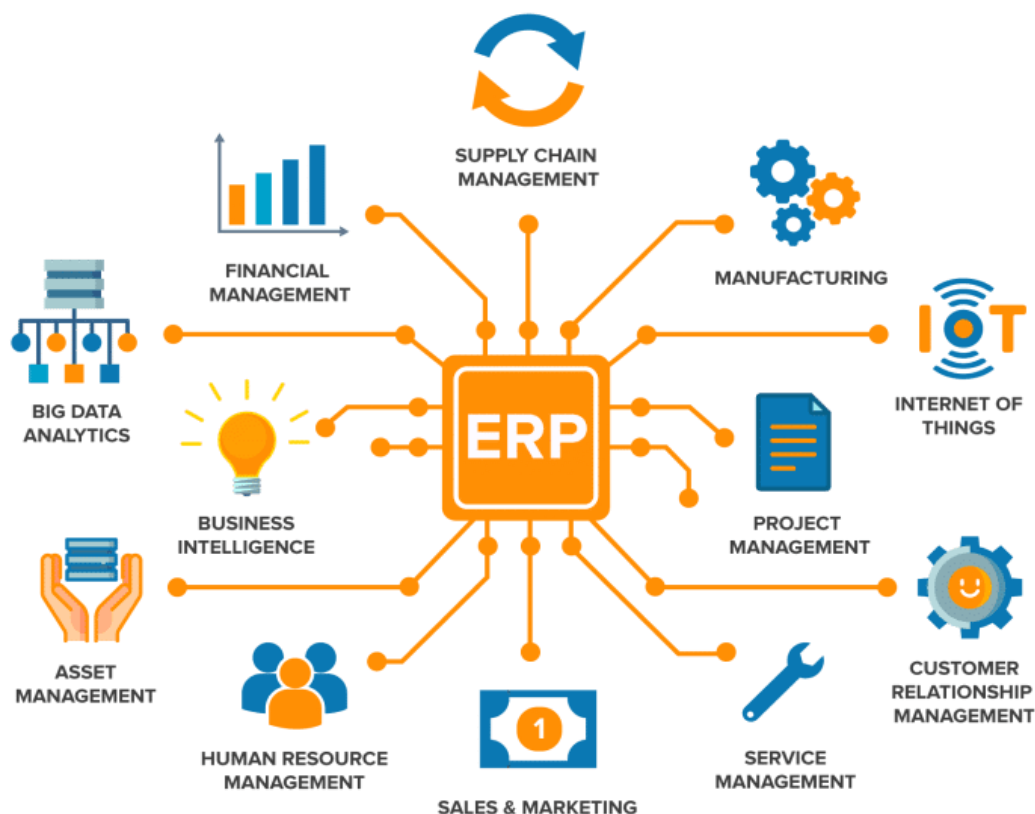 SUPPLY CHAIN
MANAGEMENT
FINANCIAL
MANAGEMENT
MANUFACTURING
BIG DATA
ANALYTICS
IOT
INTERNET OF
THINGS
ERP
BUSINESS
INTELLIGENCE
PROJECT
MANAGEMENT
ASSET
MANAGEMENT
CUSTOMER
RELATIONSHIP
MANAGEMENT
HUMAN RESOURCE
MANAGEMENT
1
SALES & MARKETING
SERVICE
MANAGEMENT